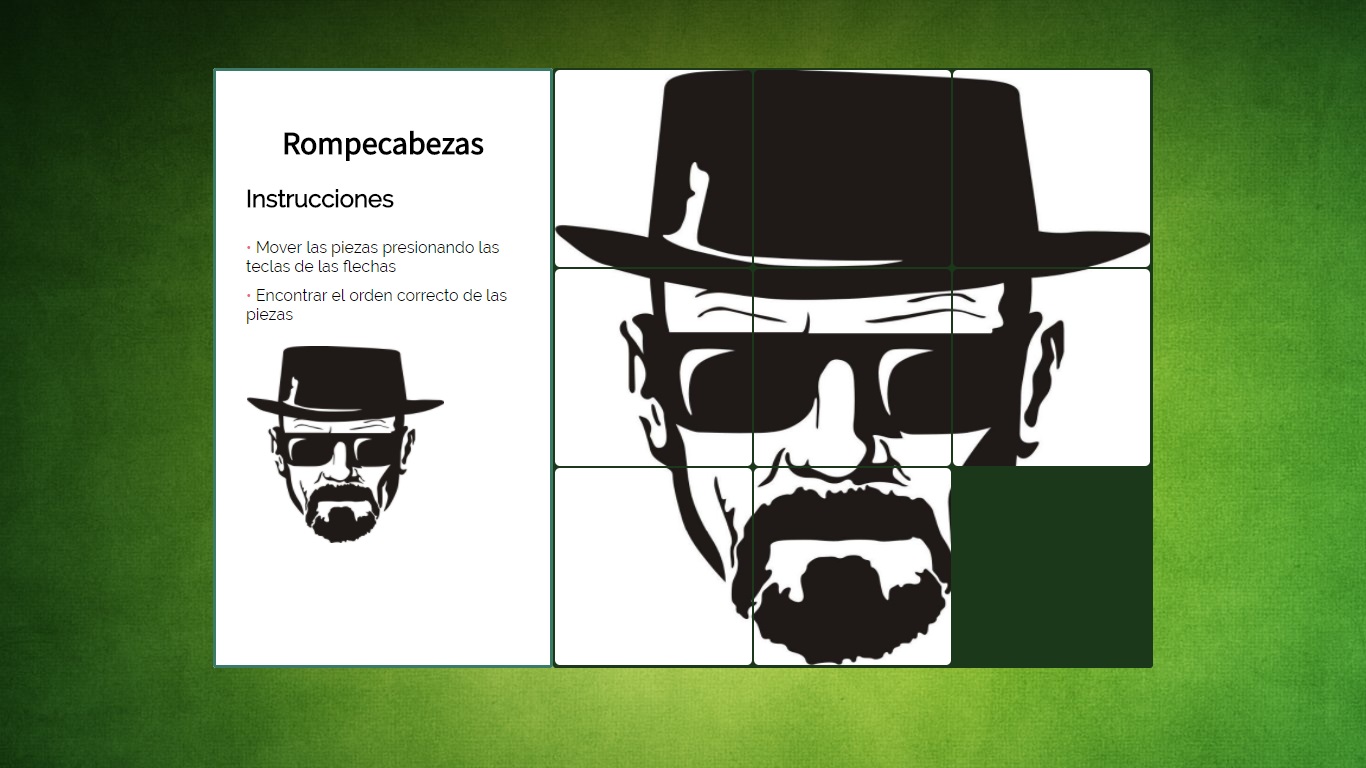 Rompecabezas
Instrucciones
• Mover las piezas presionando las
teclas de las flechas
• Encontrar el orden correcto de las
piezas